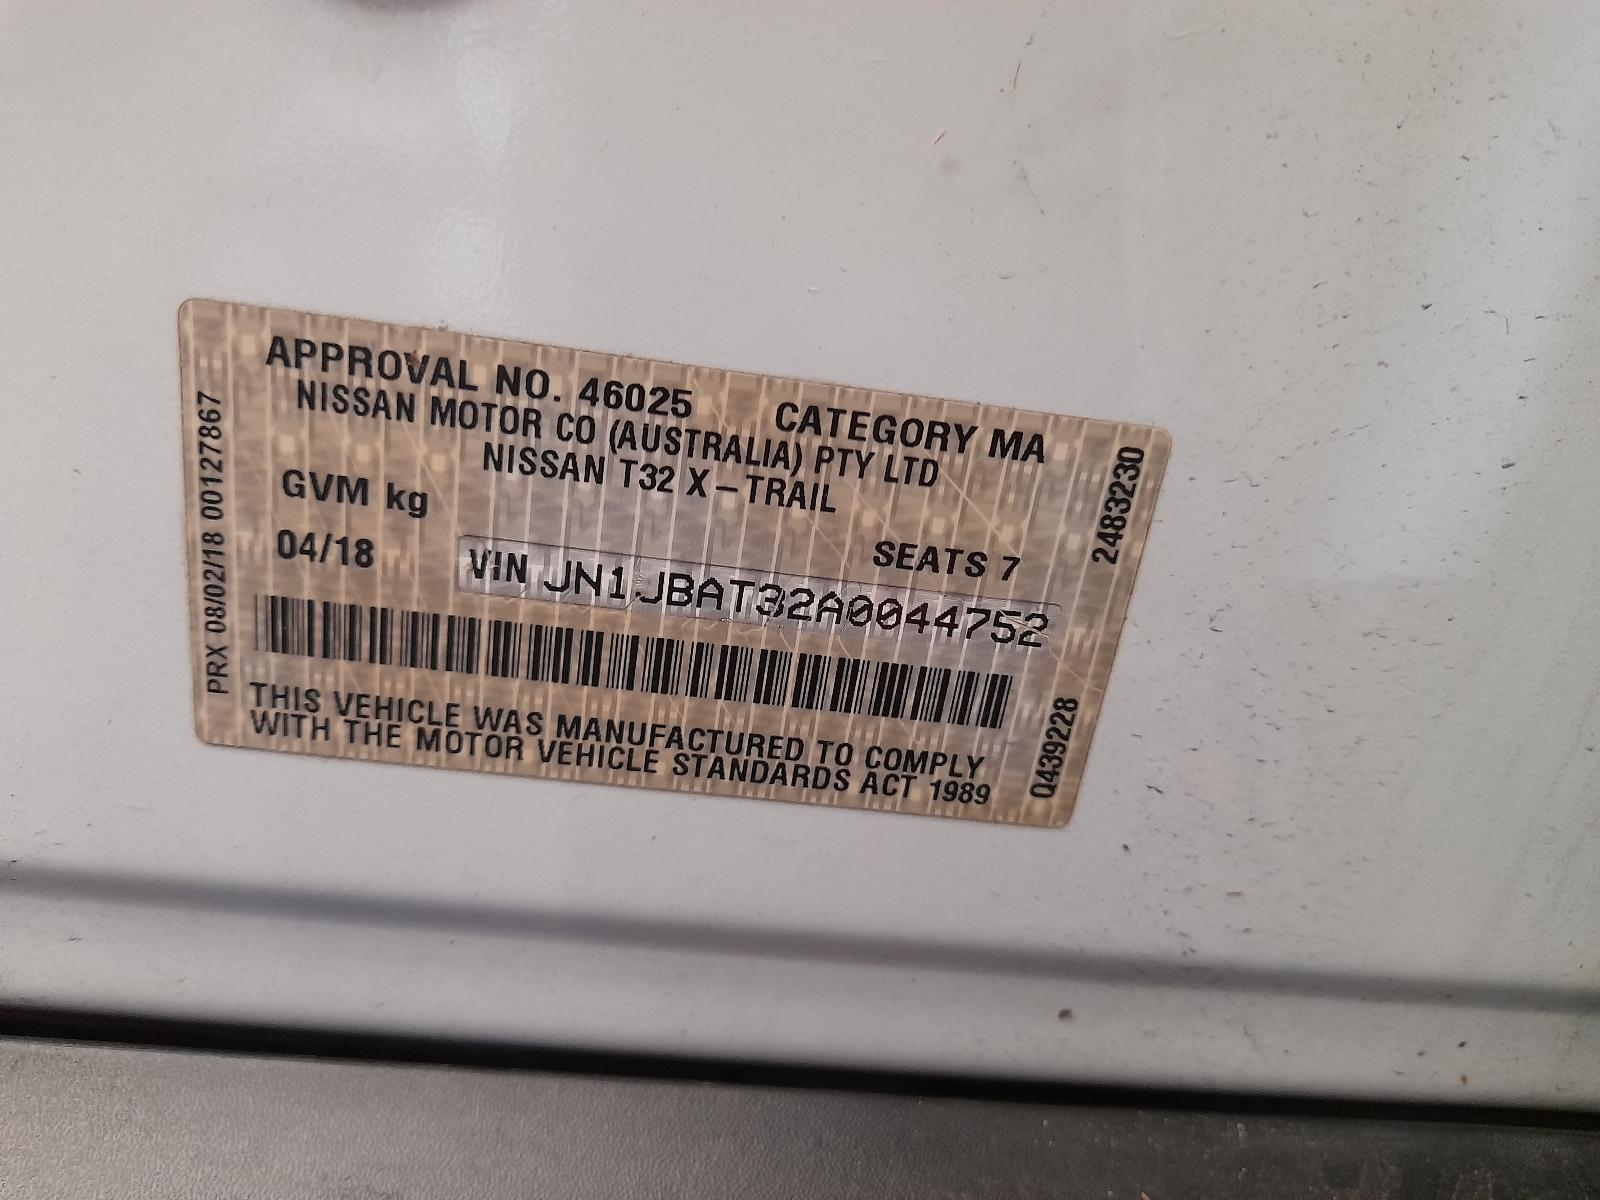 APPROVAL NO. 46025 CATEGORY MA
NISSAN MOTOR CO (AUSTRALIA) PTY LTD
NISSAN T32 X-TRAIL
GVM kg
04/18
SEATS 7
VIN JN1JBAT32A0044752
THIS VEHICLE WAS MANUFACTURED TO COMPLY
WITH THE MOTOR VEHICLE STANDARDS ACT 1989
PRX 08/02/18 00127867
2483230
Q439228